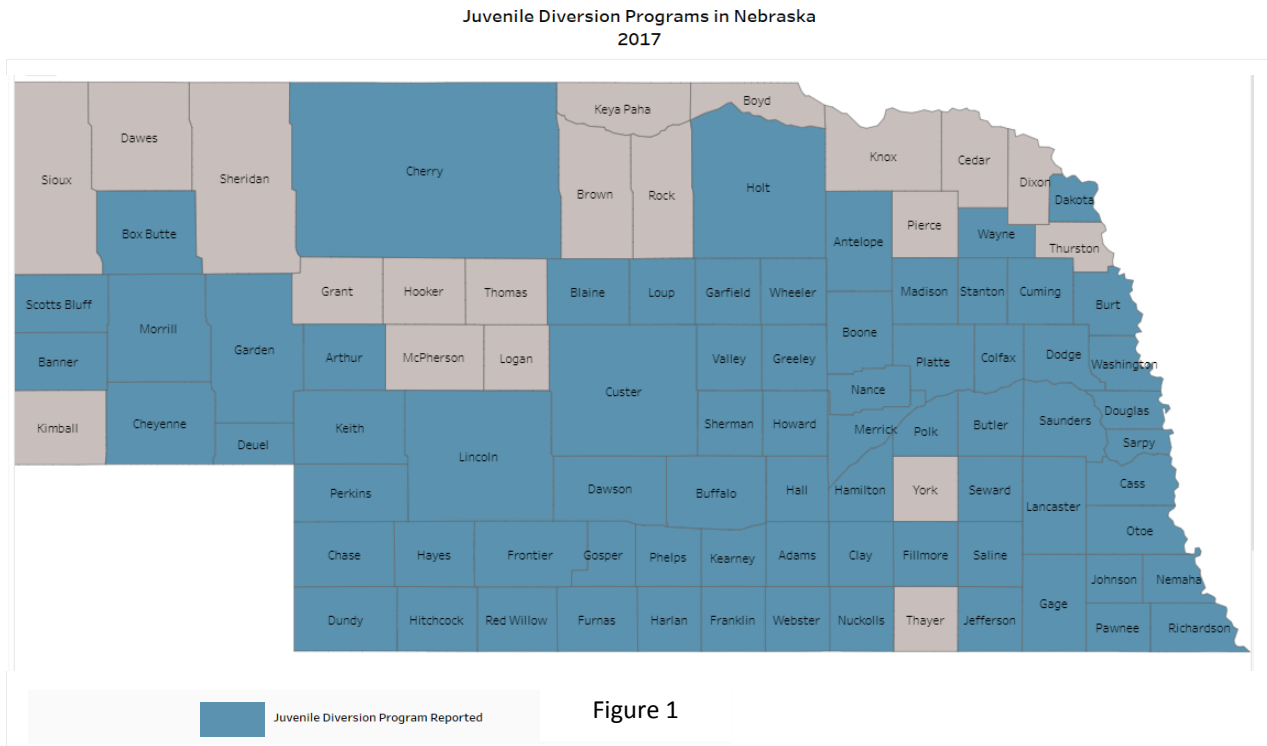 Juvenile Diversion Programs in Nebraska
2017
Keya Paha
Boyd
Dawes
Knox
Cedar
Sioux
Sheridan
Cherry
Brown
Rock
Holt
Dixon
Dakota
Box Butte
Antelope
Pierce
Wayne
Thurston
Grant
Hooker
Thomas
Blaine
Loup
Garfield
Wheeler
Madison
Stanton
Cuming
Burt
Scotts Bluff
Morrill
Garden
Boone
Banner
Arthur
McPherson
Logan
Custer
Valley
Greeley
Platte
Colfax
Dodge
Washington
Nance
Kimball
Cheyenne
Deuel
Keith
Lincoln
Sherman
Howard
Merrick
Polk
Butler
Saunders
Douglas
Sarpy
Perkins
Dawson
Buffalo
Hall
Hamilton
York
Seward
Lancaster
Cass
Otoe
Chase
Hayes
Frontier
Gosper
Phelps
Kearney
Adams
Clay
Fillmore
Saline
Johnson
Nemaha
Gage
Dundy
Hitchcock
Red Willow
Furnas
Harlan
Franklin
Webster
Nuckolls
Thayer
Jefferson
Pawnee
Richardson
Juvenile Diversion Program Reported
Figure 1